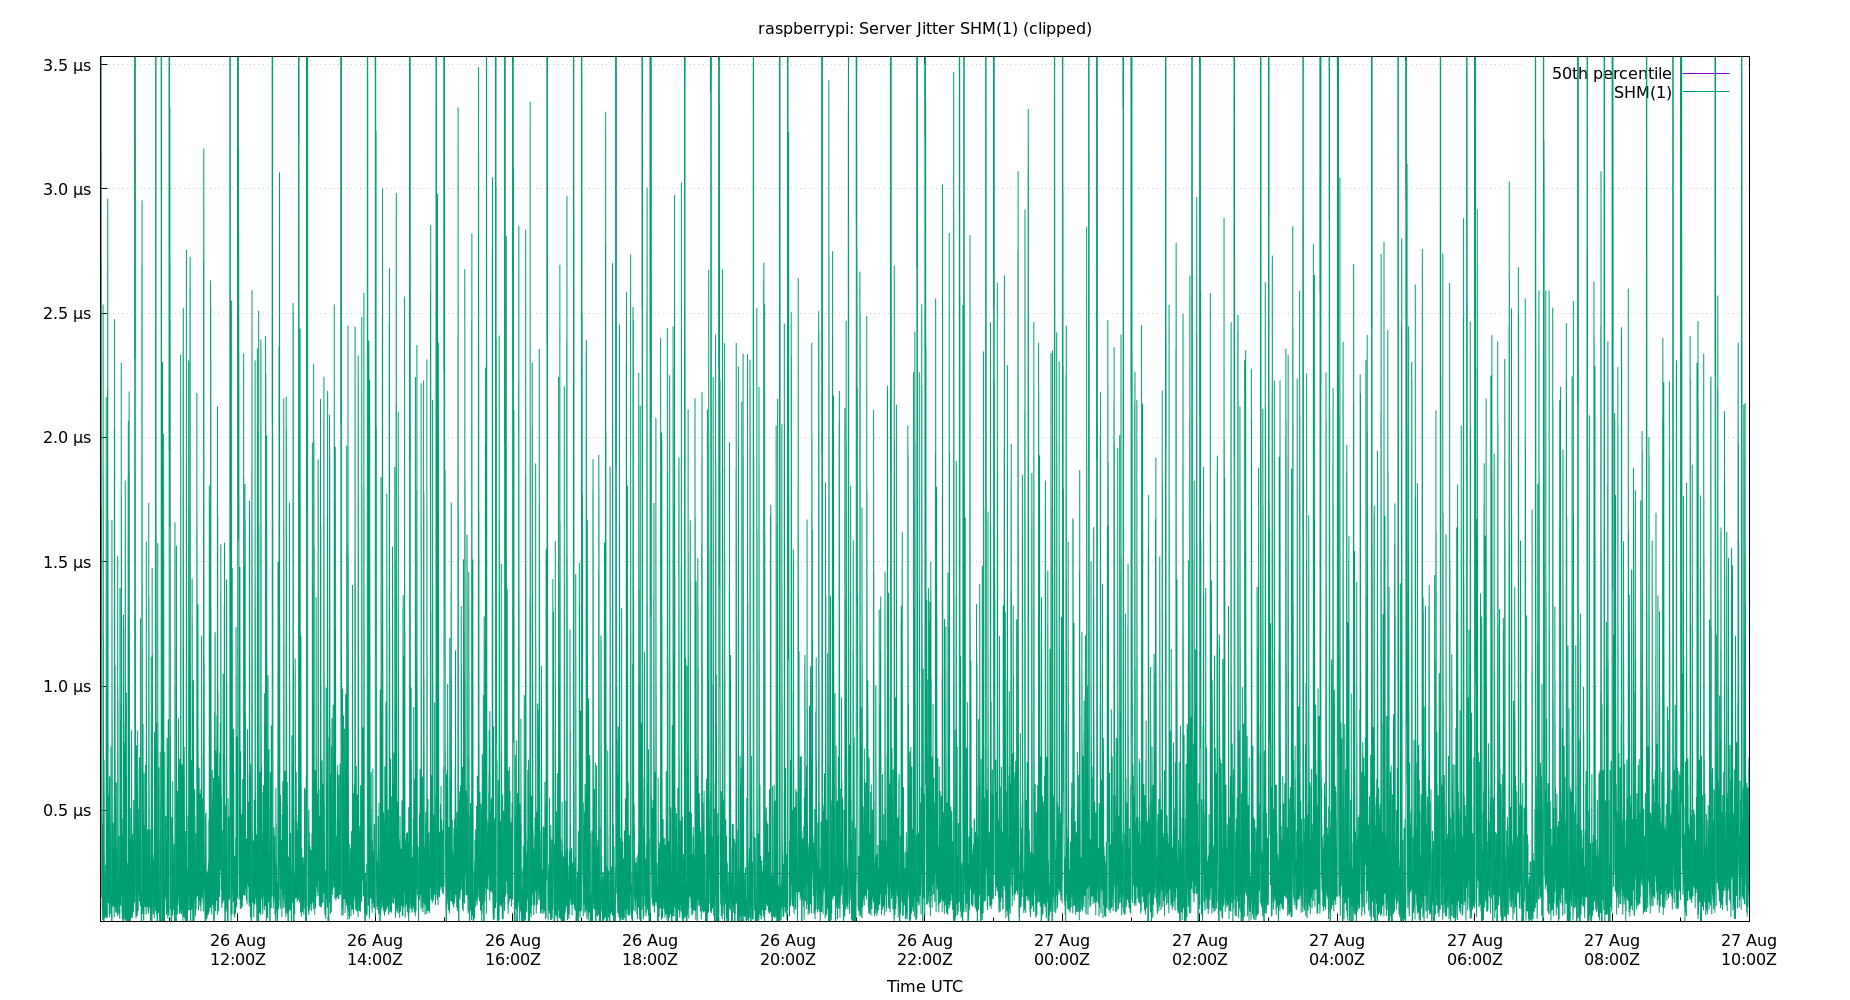 raspberrypi: Server Jitter SHM(1) (clipped)
50th percentile
SHM(1)
3.5 µs
3.0 µs
2.5 µs
2.0 µs
1.5 µs
1.0 µs
0.5 µs
26 Aug 26 Aug 26 Aug 26 Aug 26 Aug 26 Aug 27 Aug 27 Aug 27 Aug 27 Aug 27 Aug 27 Aug
12:00Z 14:00Z 16:00Z 18:00Z 20:00Z 22:00Z 00:00Z 02:00Z 04:00Z 06:00Z 08:00Z 10:00Z
Time UTC